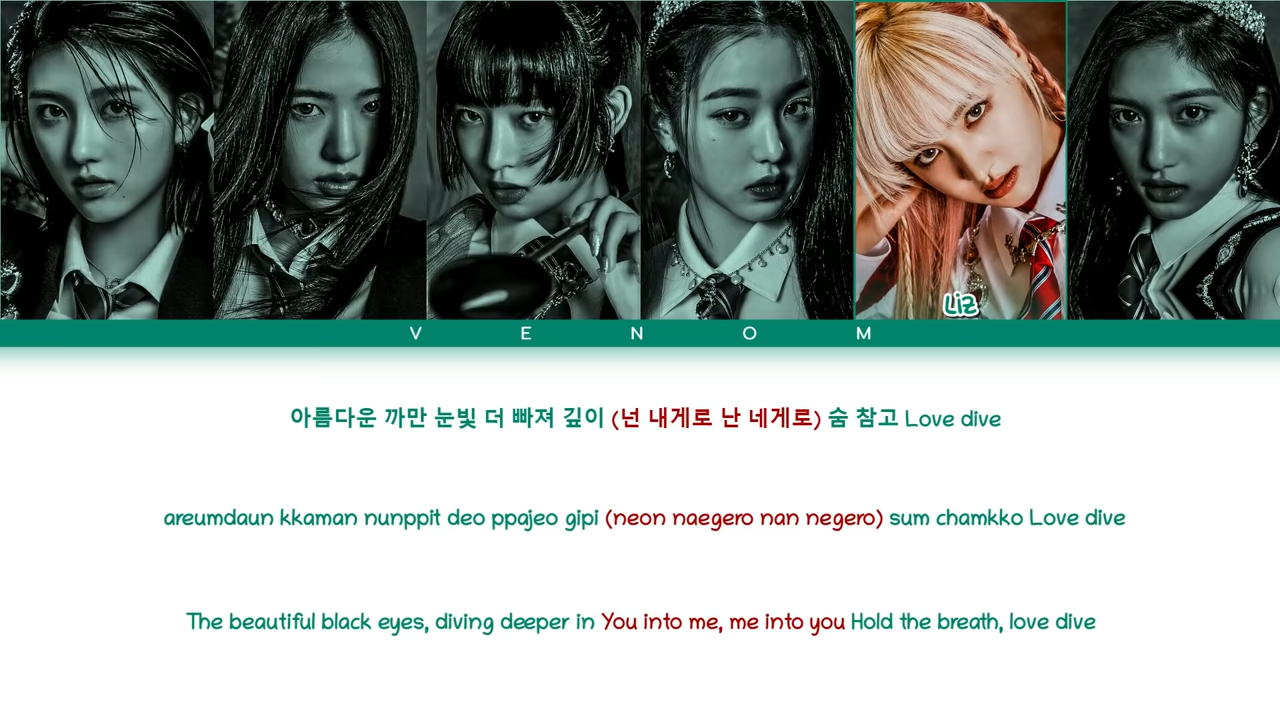 Liz
V E N O M
아름다운 까만 눈빛 더 빠져 깊이 (넌 내게로 난 네게로) 숨 참고 Love dive
areumdaun kkaman nunppit deo ppajeo gipi (neon naegero nan negero) sum chamkko Love dive
The beautiful black eyes, diving deeper in You into me, me into you Hold the breath, love dive